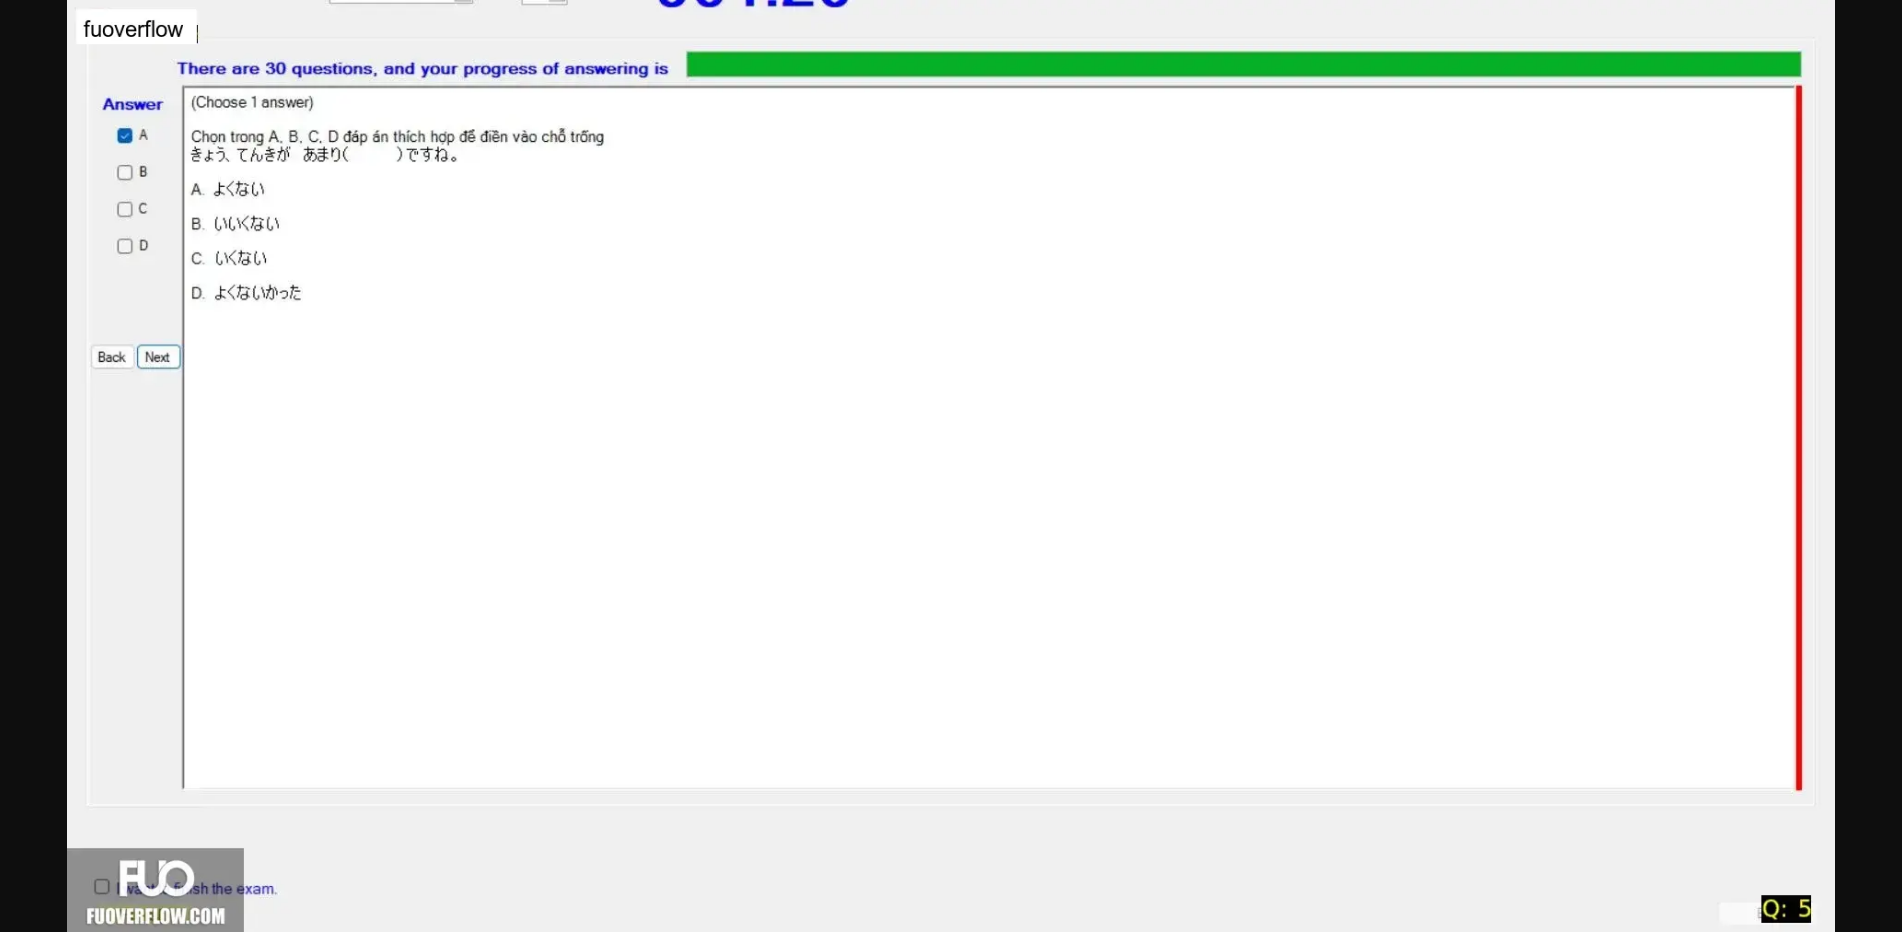 fuoverflow
There are 30 questions, and your progress of answering is
Answer
(Choose 1 answer)
A
Chọn trong A, B, C, D đáp án thích hợp để điền vào chỗ trống
きょう、てんきが　あまり(　　　)ですね。
B
A. よくない
C
B. いいくない
D
C. いくない
D. よくないかった
Back Next
FUO
finish the exam.
FUOVERFLOW.COM
Q: 5